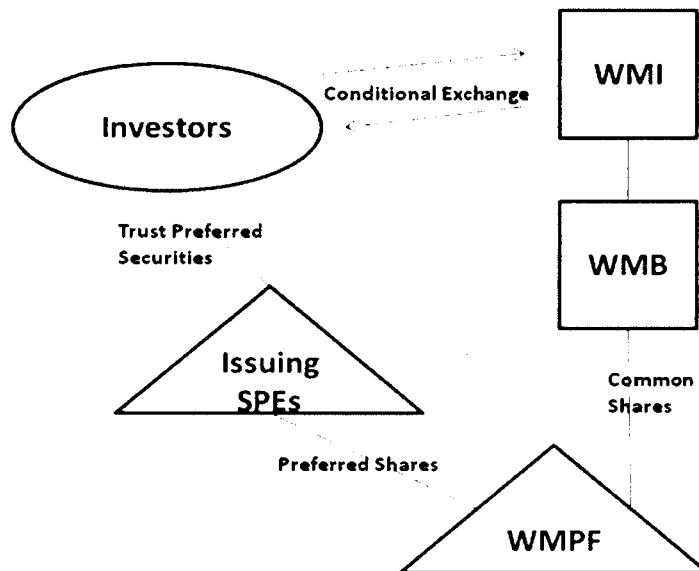 WMI
Conditional Exchange
Investors
Trust Preferred
Securities
WMB
Issuing
SPEs
Common
Shares
Preferred Shares
WMPF